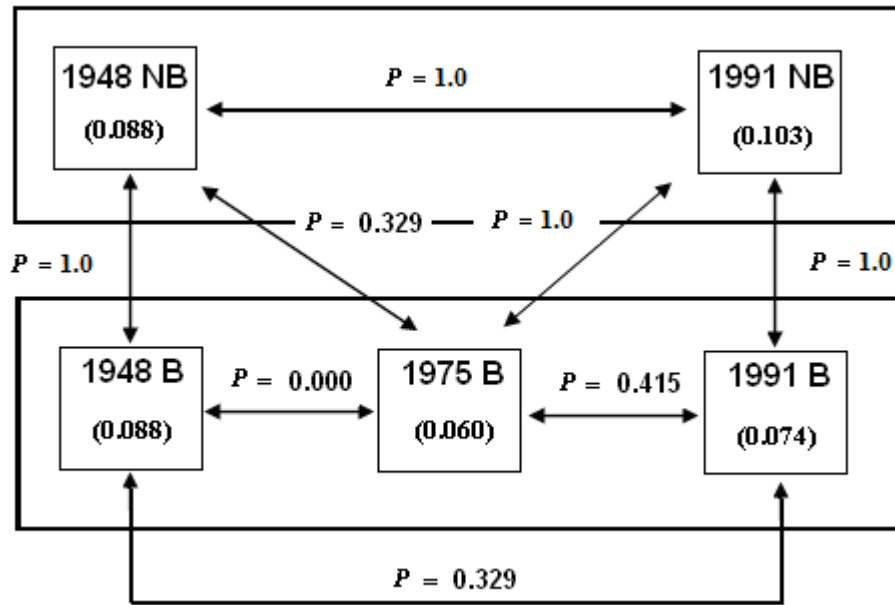 1948 NB
(0.088)
P = 1.0
1991 NB
(0.103)
P = 0.329
P = 1.0
P = 1.0
P = 1.0
1948 B
(0.088)
P = 0.000
1975 B
(0.060)
P = 0.415
1991 B
(0.074)
P = 0.329